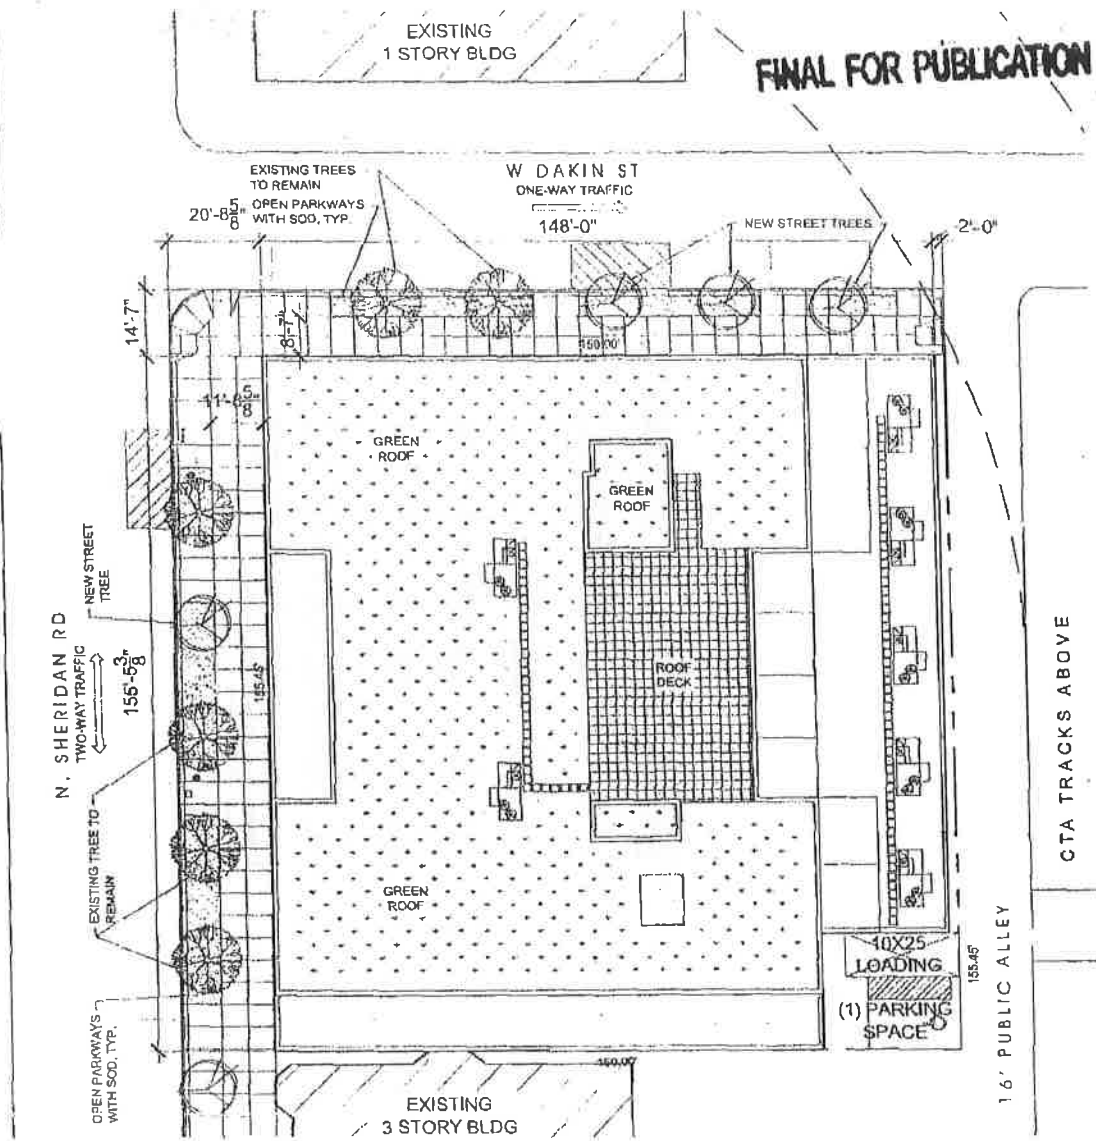 EXISTING
1 STORY BLDG
FINAL FOR PUBLICATION
EXISTING TREES
TO REMAIN
OPEN PARKWAYS
WITH SOD, TYP.
W DAKIN ST
ONE-WAY TRAFFIC
148'-0"
NEW STREET TREES
2'-0"
20'-8 5/8"
14'-7"
8'-7"
150.00'
11'-8 5/8"
GREEN
ROOF
GREEN
ROOF
NEW STREET
TREE
N. SHERIDAN RD
TWO-WAY TRAFFIC
155'-5 3/8"
155.45'
ROOF
DECK
CTA TRACKS ABOVE
EXISTING TREE TO
REMAIN
GREEN
ROOF
10X25
LOADING
(1) PARKING
SPACE
155.45'
16' PUBLIC ALLEY
OPEN PARKWAYS
WITH SOD, TYP.
150.00'
EXISTING
3 STORY BLDG